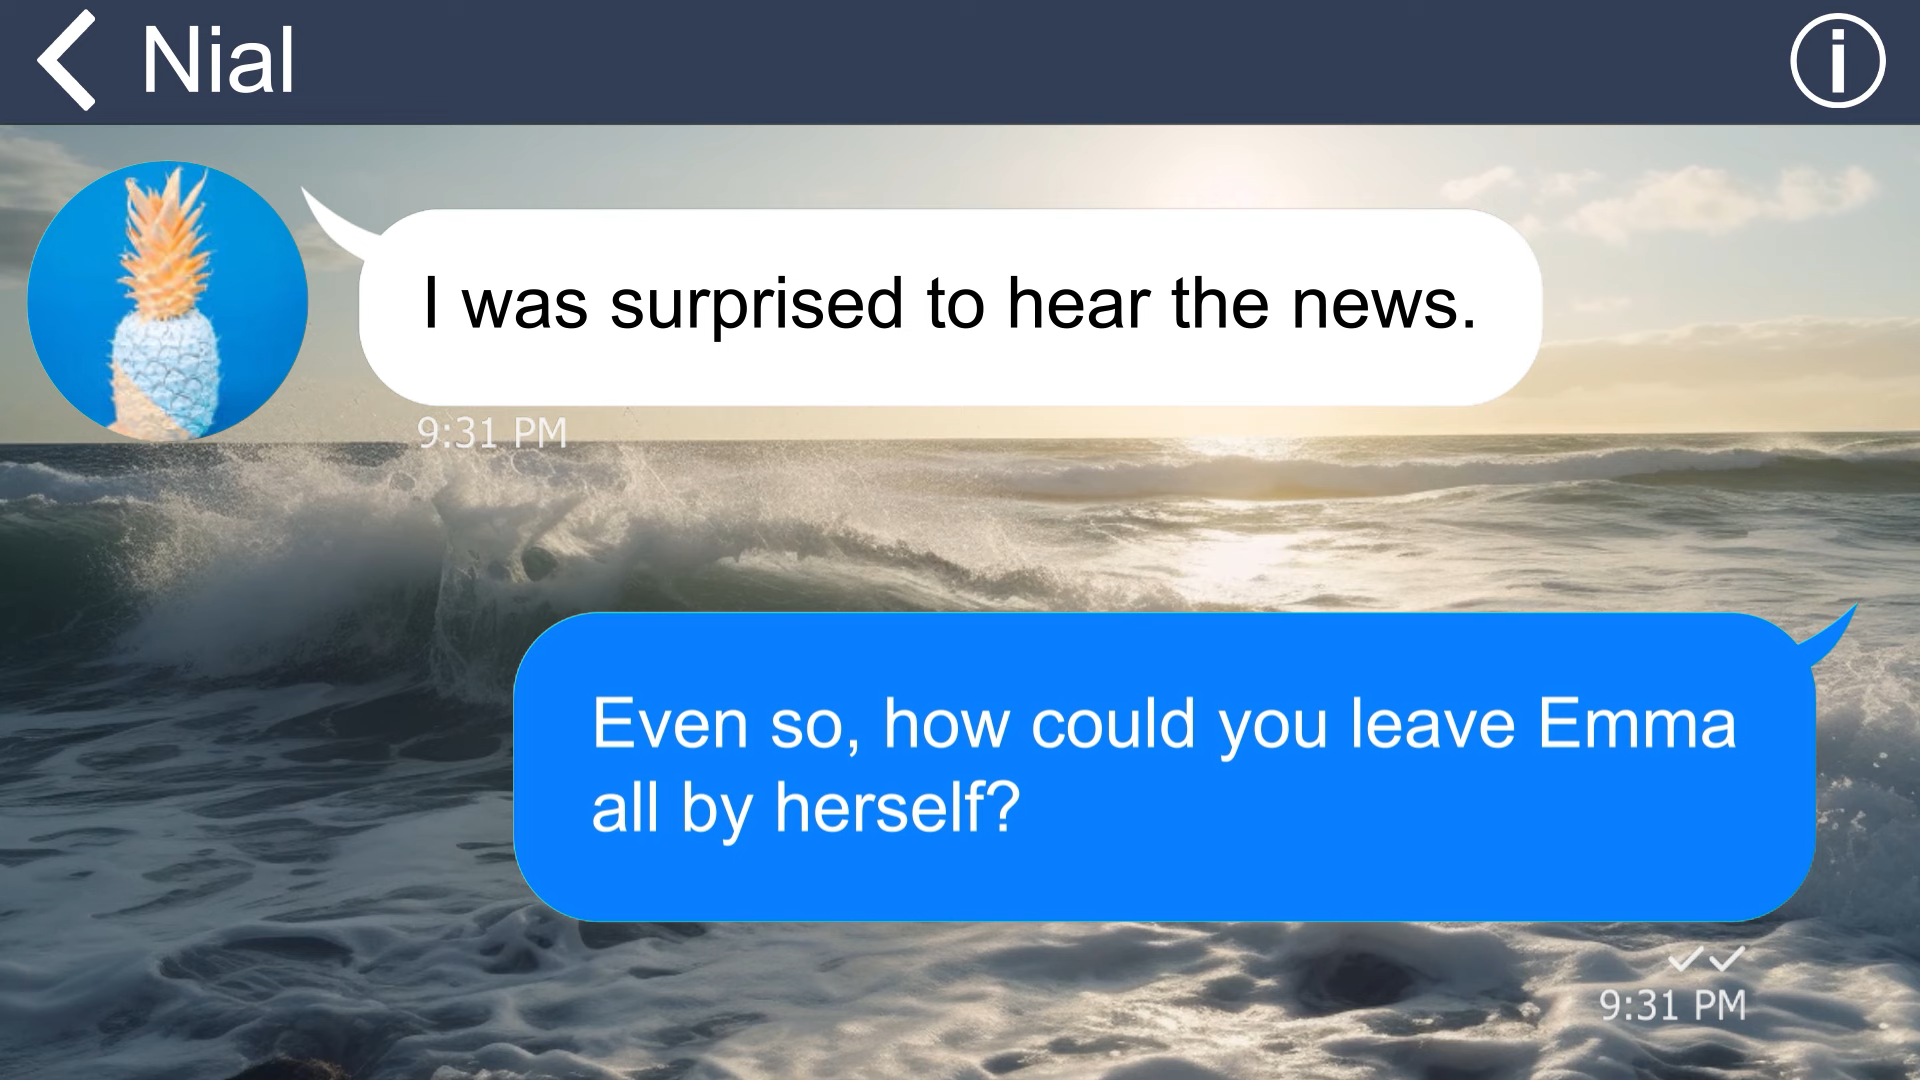 Nial
I was surprised to hear the news.
9:31 PM
Even so, how could you leave Emma
all by herself?
9:31 PM